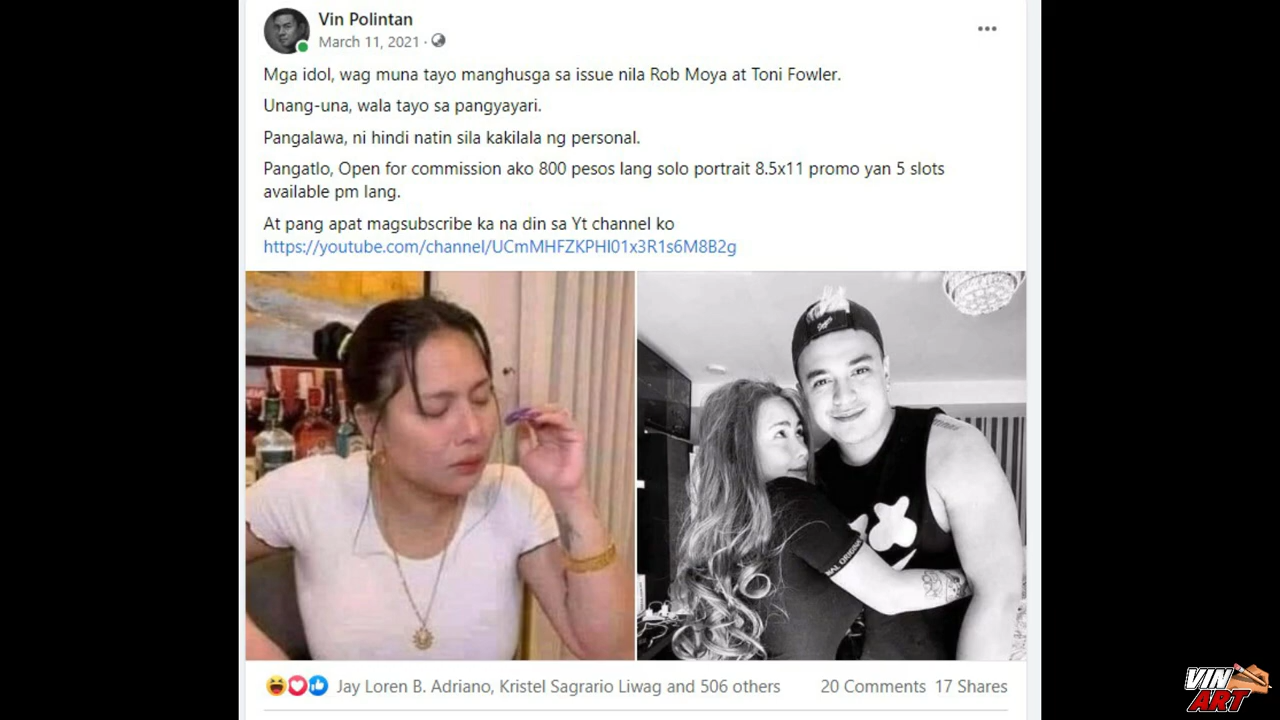 Vin Polintan
March 11, 2021 ·
Mga idol, wag muna tayo manghusga sa issue nila Rob Moya at Toni Fowler.
Unang-una, wala tayo sa pangyayari.
Pangalawa, ni hindi natin sila kakilala ng personal.
Pangatlo, Open for commission ako 800 pesos lang solo portrait 8.5x11 promo yan 5 slots
available pm lang.
At pang apat magsubscribe ka na din sa Yt channel ko
https://youtube.com/channel/UCmMHFZKPHI01x3R1s6M8B2g
Jay Loren B. Adriano, Kristel Sagrario Liwag and 506 others
20 Comments 17 Shares
VIN
ART